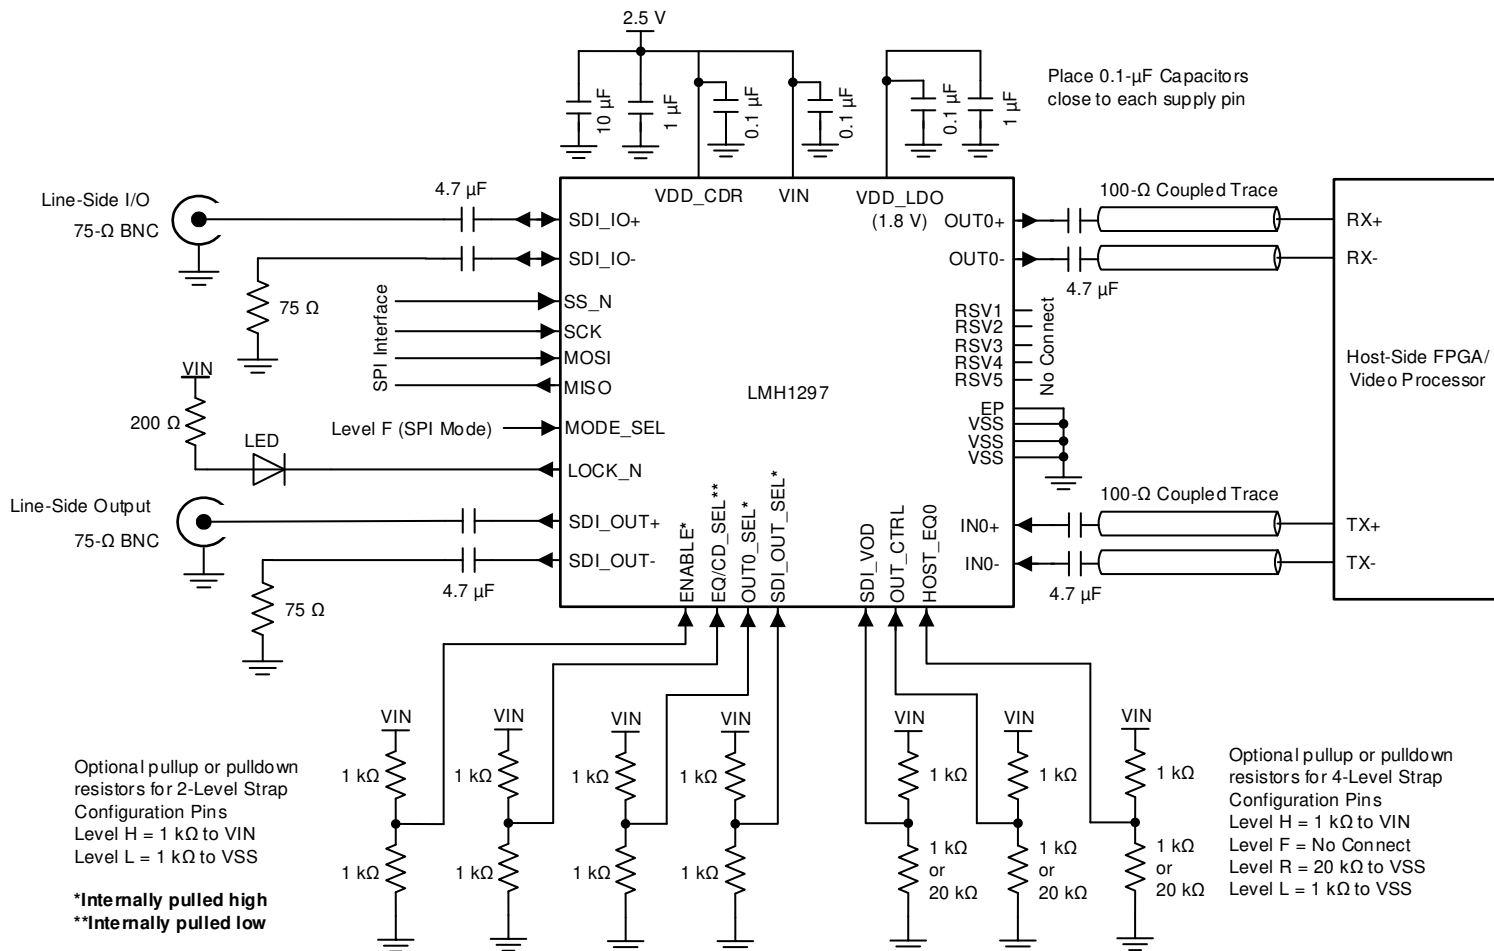 2.5 V
10 µF
1 µF
0.1 µF
0.1 µF
0.1 µF
1 µF
Place 0.1-µF Capacitors
close to each supply pin
Line-Side I/O
75-Ω BNC
4.7 µF
75 Ω
SPI Interface
VIN
200 Ω
LED
Level F (SPI Mode)
Line-Side Output
75-Ω BNC
4.7 µF
75 Ω
VDD_CDR
VIN
VDD_LDO
(1.8 V)
SDI_IO+
SDI_IO-
SS_N
SCK
MOSI
MISO
MODE_SEL
LOCK_N
SDI_OUT+
SDI_OUT-
LMH1297
OUT0+
OUT0-
RSV1
RSV2
RSV3
RSV4
RSV5
No Connect
EP
VSS
VSS
VSS
IN0+
IN0-
ENABLE*
EQ/CD_SEL**
OUT0_SEL*
SDI_OUT_SEL*
SDI_VOD
OUT_CTRL
HOST_EQ0
100-Ω Coupled Trace
4.7 µF
100-Ω Coupled Trace
4.7 µF
RX+
RX-
Host-Side FPGA/
Video Processor
TX+
TX-
VIN
VIN
VIN
VIN
VIN
VIN
VIN
1 kΩ
1 kΩ
1 kΩ
1 kΩ
1 kΩ
1 kΩ
1 kΩ
1 kΩ
1 kΩ
1 kΩ
1 kΩ
1 kΩ
or
20 kΩ
1 kΩ
or
20 kΩ
1 kΩ
or
20 kΩ
Optional pullup or pulldown
resistors for 2-Level Strap
Configuration Pins
Level H = 1 kΩ to VIN
Level L = 1 kΩ to VSS
*Internally pulled high
**Internally pulled low
Optional pullup or pulldown
resistors for 4-Level Strap
Configuration Pins
Level H = 1 kΩ to VIN
Level F = No Connect
Level R = 20 kΩ to VSS
Level L = 1 kΩ to VSS